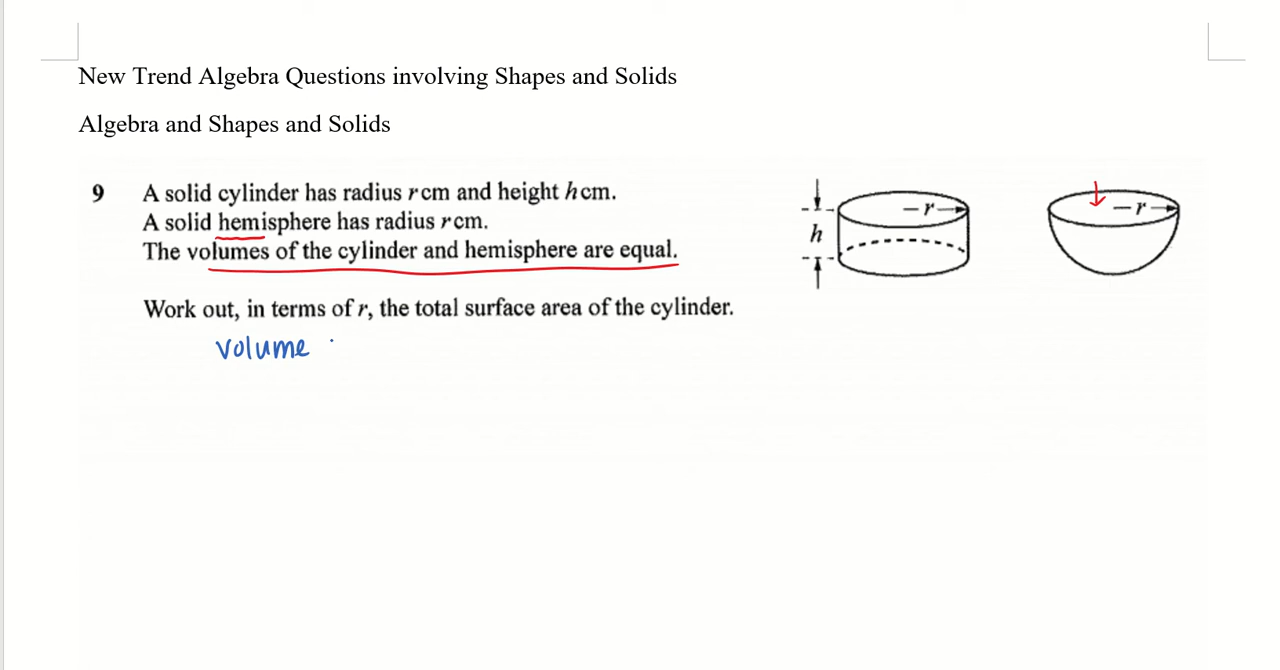 New Trend Algebra Questions involving Shapes and Solids
Algebra and Shapes and Solids
9 A solid cylinder has radius r cm and height h cm.
A solid hemisphere has radius r cm.
The volumes of the cylinder and hemisphere are equal.
Work out, in terms of r, the total surface area of the cylinder.
volume
r
h
r